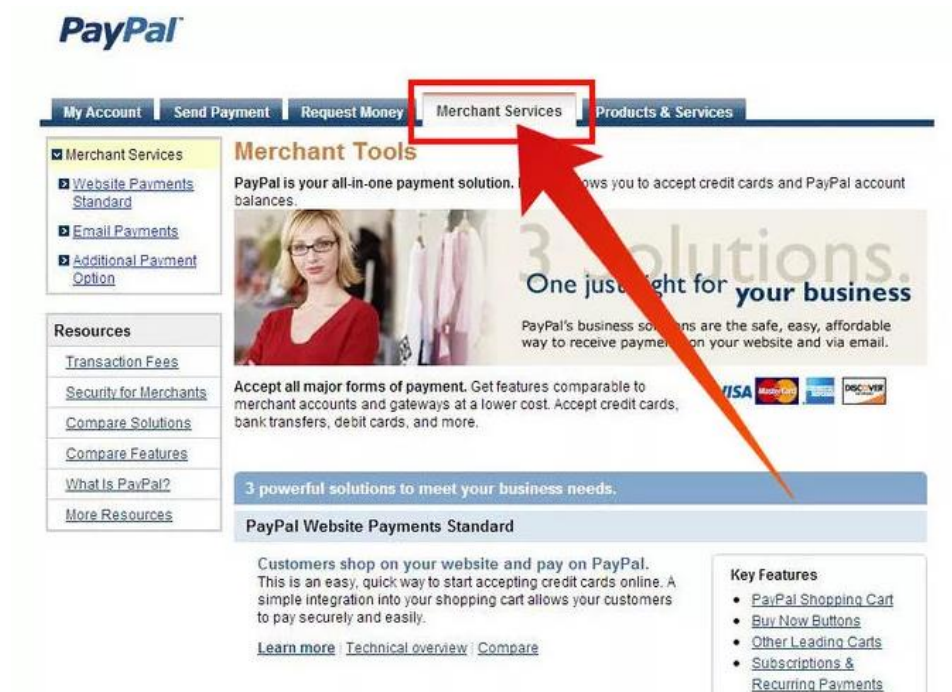 PayPal
My Account
Send Payment
Request Money
Merchant Services
Products & Services
Merchant Services
Website Payments
Standard
Email Payments
Additional Payment
Option
Resources
Transaction Fees
Security for Merchants
Compare Solutions
Compare Features
What Is PayPal?
More Resources
Merchant Tools
PayPal is your all-in-one payment solution. ows you to accept credit cards and PayPal account
balances.
3 solutions.
One just right for your business
PayPal's business solutions are the safe, easy, affordable
way to receive payments on your website and via email.
Accept all major forms of payment. Get features comparable to
merchant accounts and gateways at a lower cost. Accept credit cards,
bank transfers, debit cards, and more.
VISA MasterCard DISCOVER
3 powerful solutions to meet your business needs.
PayPal Website Payments Standard
Customers shop on your website and pay on PayPal.
This is an easy, quick way to start accepting credit cards online. A
simple integration into your shopping cart allows your customers
to pay securely and easily.
Learn more | Technical overview | Compare
Key Features
PayPal Shopping Cart
Buy Now Buttons
Other Leading Carts
Subscriptions &
Recurring Payments